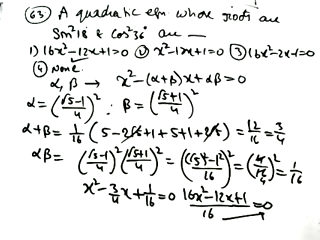 (63) A quadratic eqn whose roots are
Sin²18 & cos²36 are —
1) 16x²-12x+1=0 2) x²-12x+1=0 3) 16x²-2x-1=0
4) None.
α, β → x²-(α+β)x+αβ=0
α=(√5-1/4)² ; β=(√5+1/4)²
α+β=1/16(5-2√5+1+5+1+2√5)=12/16=3/4
αβ=(√5-1/4)²(√5+1/4)²=((√5)²-1²/16)²=(4/16)²=1/16
x²-3/4x+1/16=0 16x²-12x+1/16=0